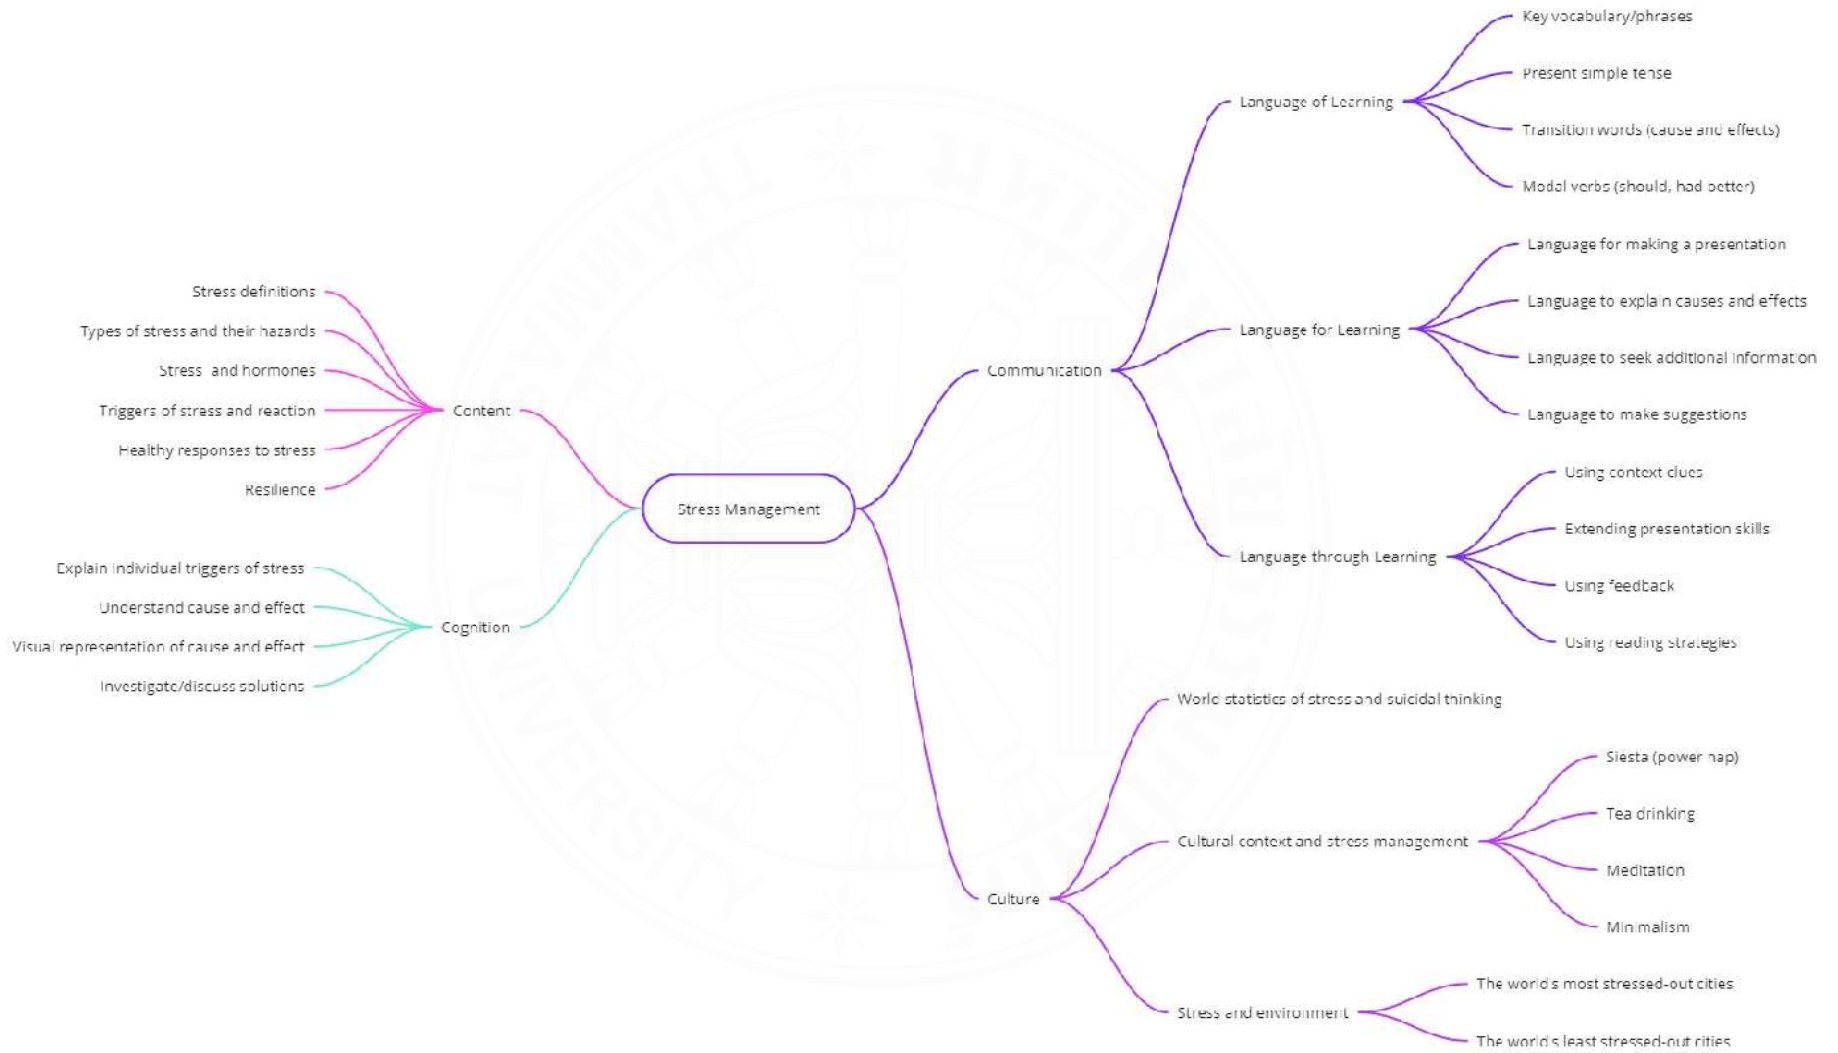 Stress Management
Content
Stress definitions
Types of stress and their hazards
Stress and hormones
Triggers of stress and reaction
Healthy responses to stress
Resilience
Cognition
Explain individual triggers of stress
Understand cause and effect
Visual representation of cause and effect
Investigate/discuss solutions
Communication
Language of Learning
Key vocabulary/phrases
Present simple tense
Transition words (cause and effects)
Modal verbs (should, had better)
Language for Learning
Language for making a presentation
Language to explain causes and effects
Language to seek additional information
Language to make suggestions
Language through Learning
Using context clues
Extending presentation skills
Using feedback
Using reading strategies
Culture
World statistics of stress and suicidal thinking
Cultural context and stress management
Siesta (power nap)
Tea drinking
Meditation
Minimalism
Stress and environment
The world's most stressed-out cities
The world's least stressed-out cities
THAMMASAT UNIVERSITY